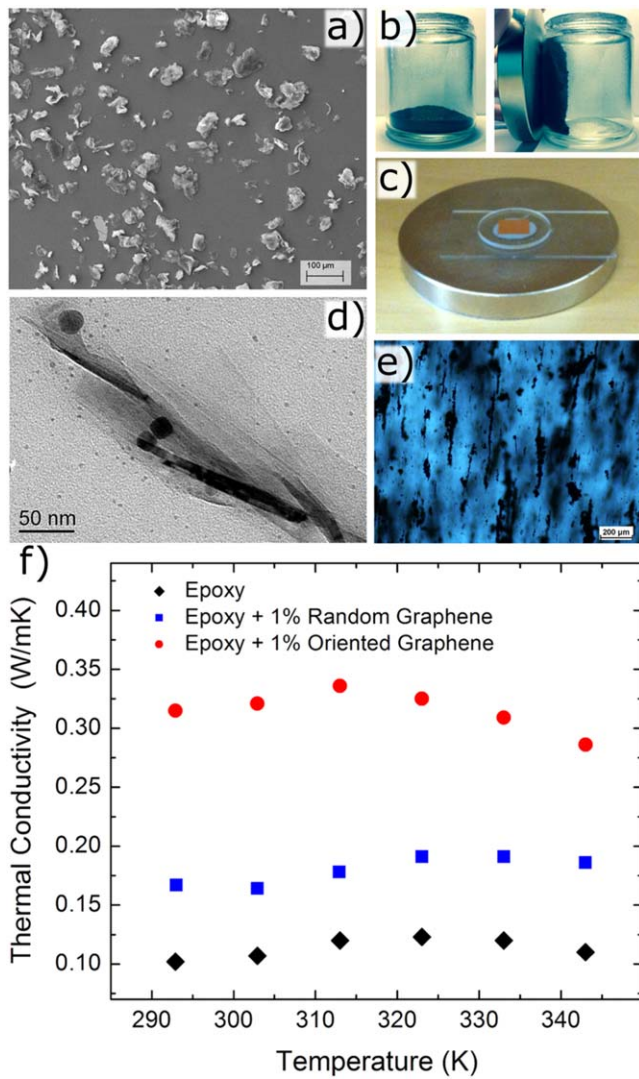 a)
b)
100 µm
c)
d)
50 nm
e)
200 µm
f)
Epoxy
Epoxy + 1% Random Graphene
Epoxy + 1% Oriented Graphene
Thermal Conductivity (W/mK)
0.40
0.35
0.30
0.25
0.20
0.15
0.10
290 300 310 320 330 340
Temperature (K)